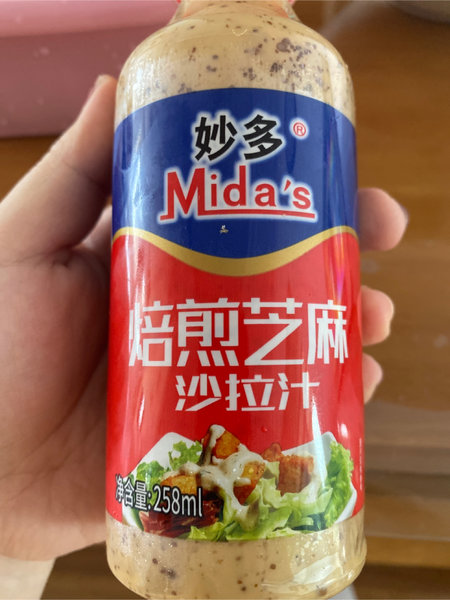 妙多®
Mida's
焙煎芝麻
沙拉汁
净含量:258ml